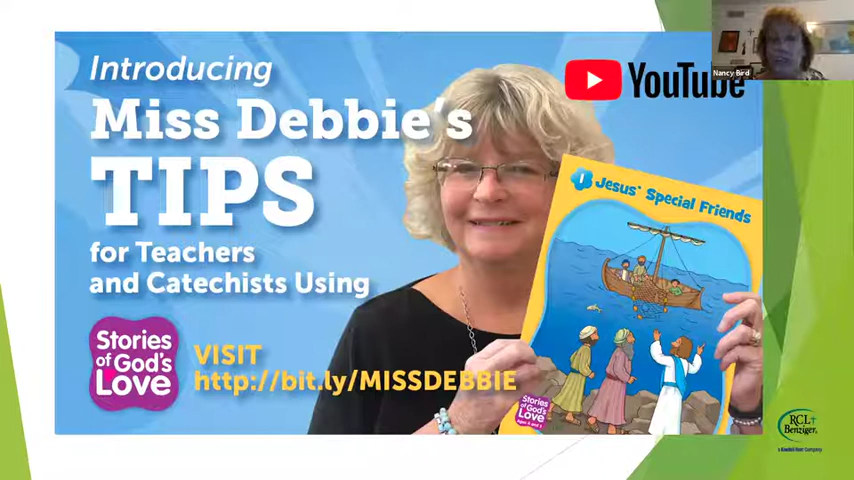 Introducing
Miss Debbie's
TIPS
for Teachers
and Catechists Using
Stories
of God's
Love
VISIT
http://bit.ly/MISSDEBBIE
YouTube
Nancy Bird
1 Jesus' Special Friends
Stories
of God's
Love
RCL
Benziger